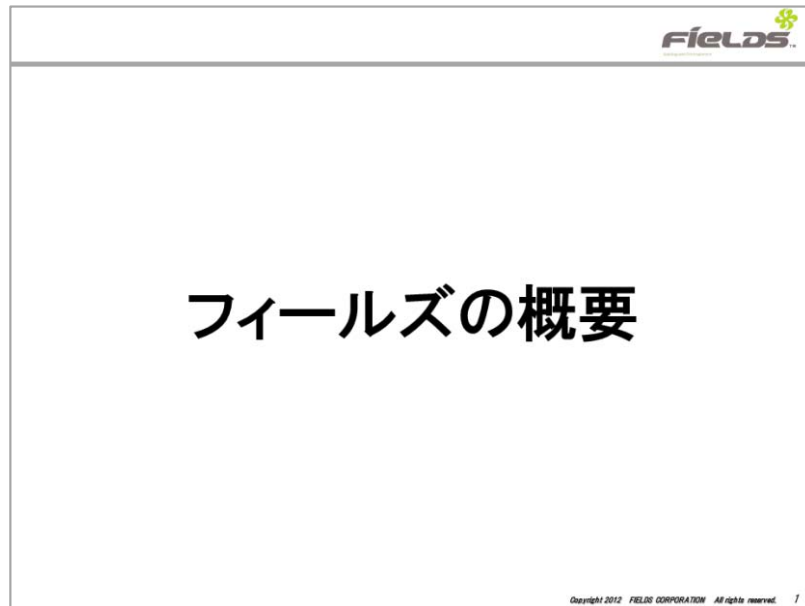 FIELDS
フィールズの概要
Copyright 2012 FIELDS CORPORATION All rights reserved. 1